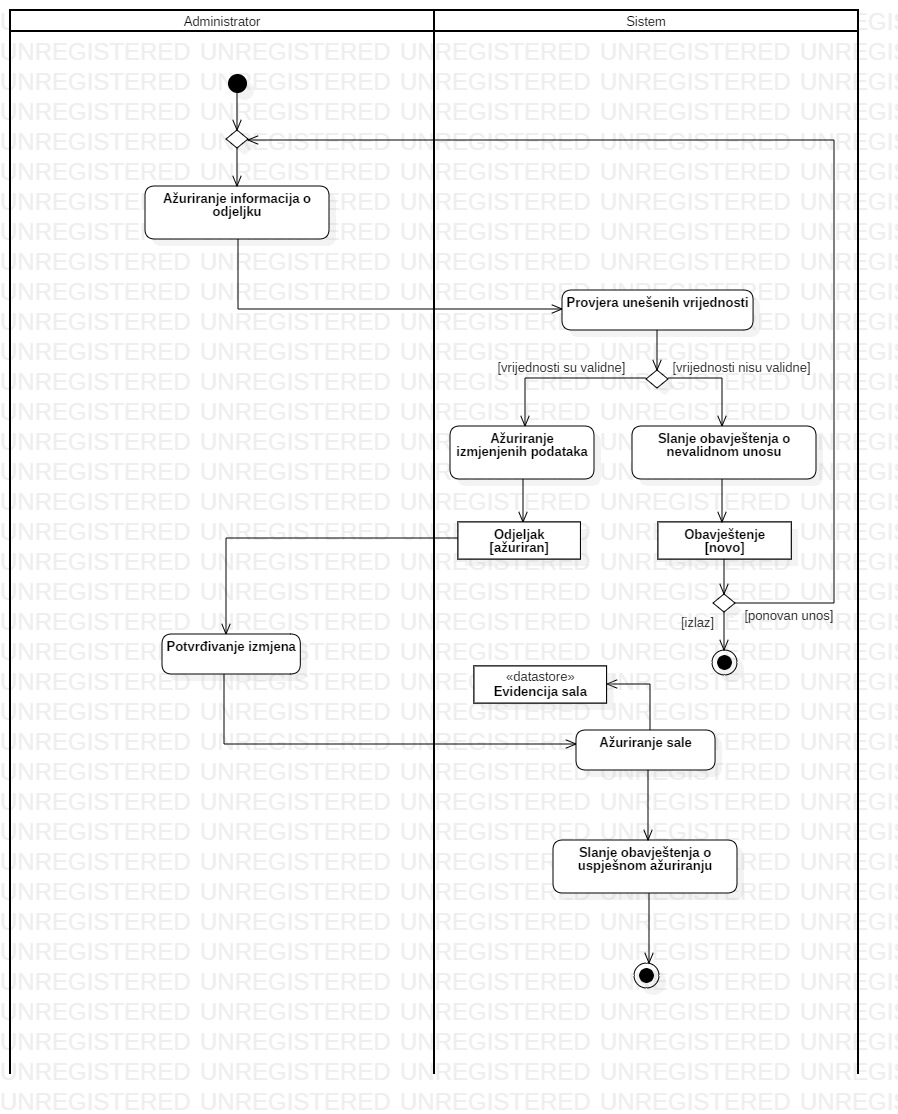 Administrator
Sistem
Ažuriranje informacija o
odjeljku
Provjera unešenih vrijednosti
[vrijednosti su validne]
[vrijednosti nisu validne]
Ažuriranje
izmjenjenih podataka
Slanje obavještenja o
nevalidnom unosu
Odjeljak
[ažuriran]
Obavještenje
[novo]
[izlaz]
[ponovan unos]
Potvrđivanje izmjena
«datastore»
Evidencija sala
Ažuriranje sale
Slanje obavještenja o
uspješnom ažuriranju
UNREGISTERED